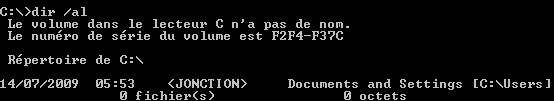 C:\>dir /al
Le volume dans le lecteur C n'a pas de nom.
Le numéro de série du volume est F2F4-F37C
Répertoire de C:\
14/07/2009 05:53 <JONCTION> Documents and Settings [C:\Users]
0 fichier(s) 0 octets